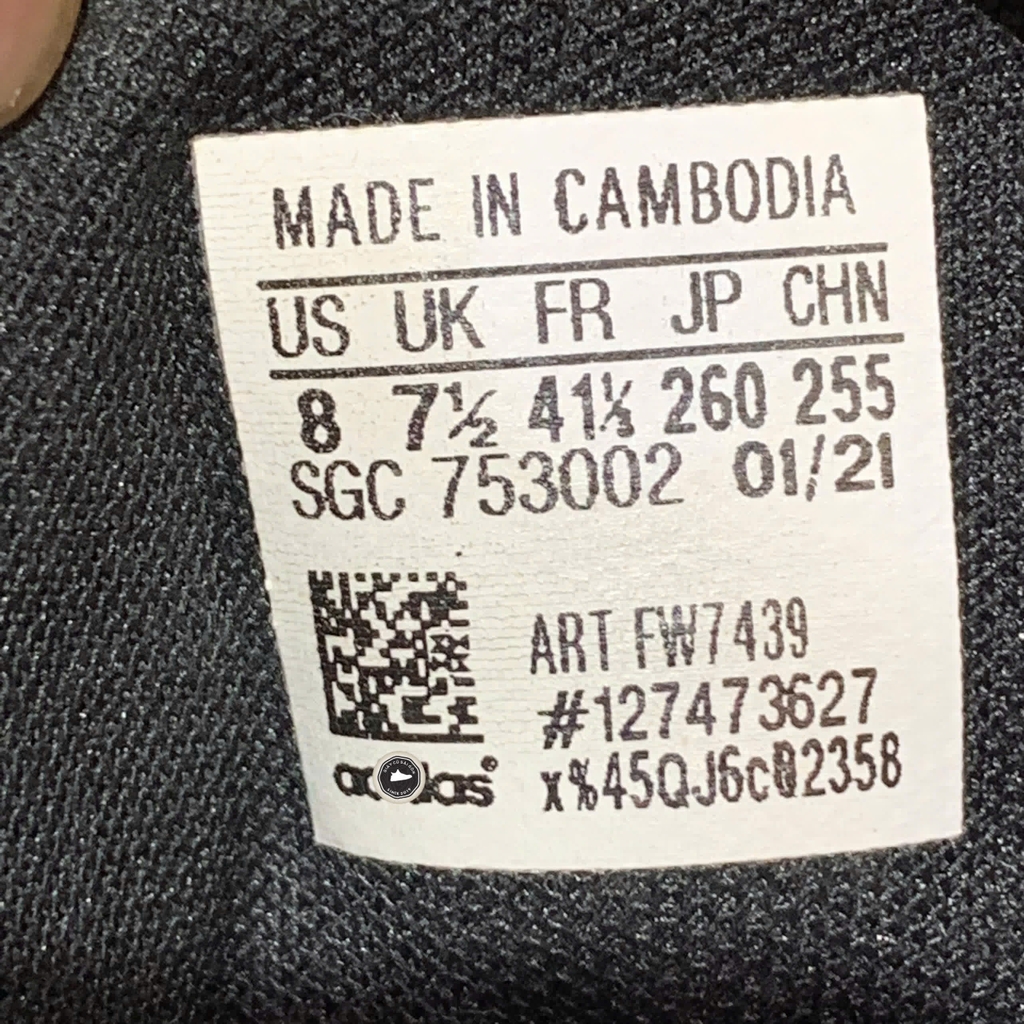 MADE IN CAMBODIA
US UK FR JP CHN
8 7½ 41⅓ 260 255
SGC 753002 01/21
ART FW7439
#127473627
adidas®